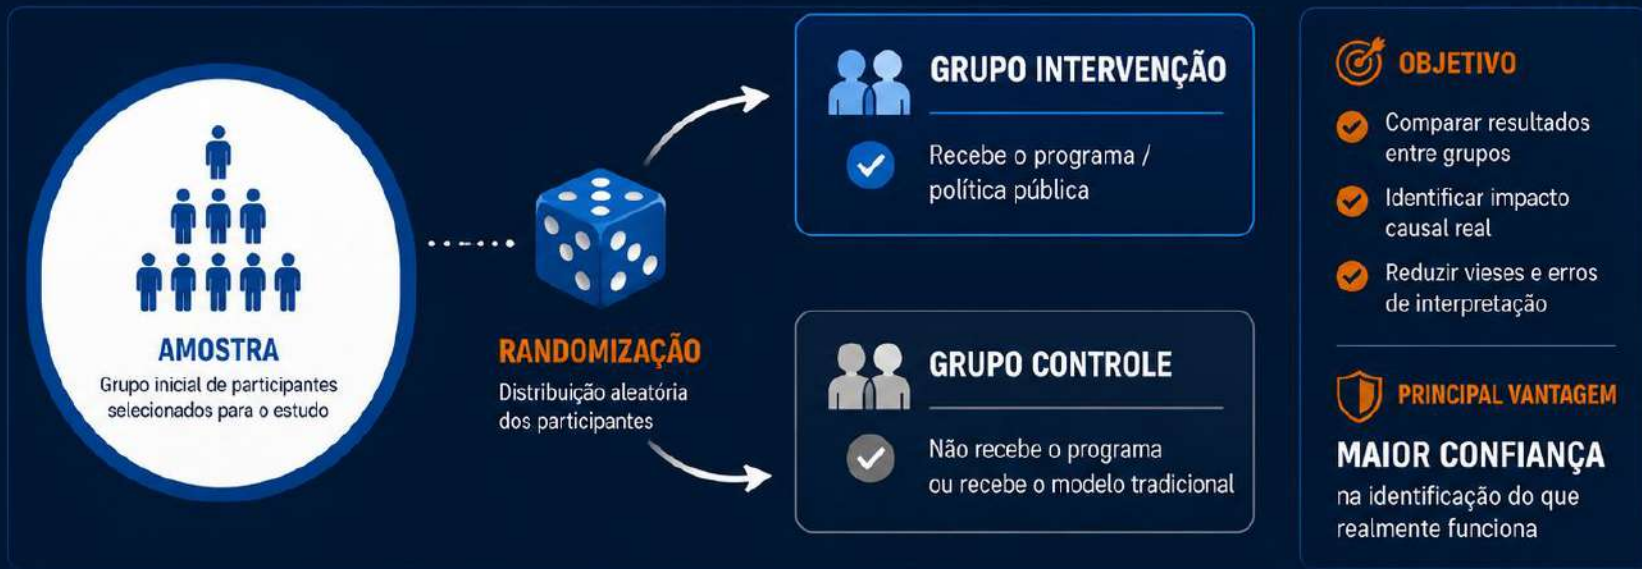 AMOSTRA
Grupo inicial de participantes
selecionados para o estudo
RANDOMIZAÇÃO
Distribuição aleatória
dos participantes
GRUPO INTERVENÇÃO
Recebe o programa /
política pública
GRUPO CONTROLE
Não recebe o programa
ou recebe o modelo tradicional
OBJETIVO
Comparar resultados
entre grupos
Identificar impacto
causal real
Reduzir vieses e erros
de interpretação
PRINCIPAL VANTAGEM
MAIOR CONFIANÇA
na identificação do que
realmente funciona